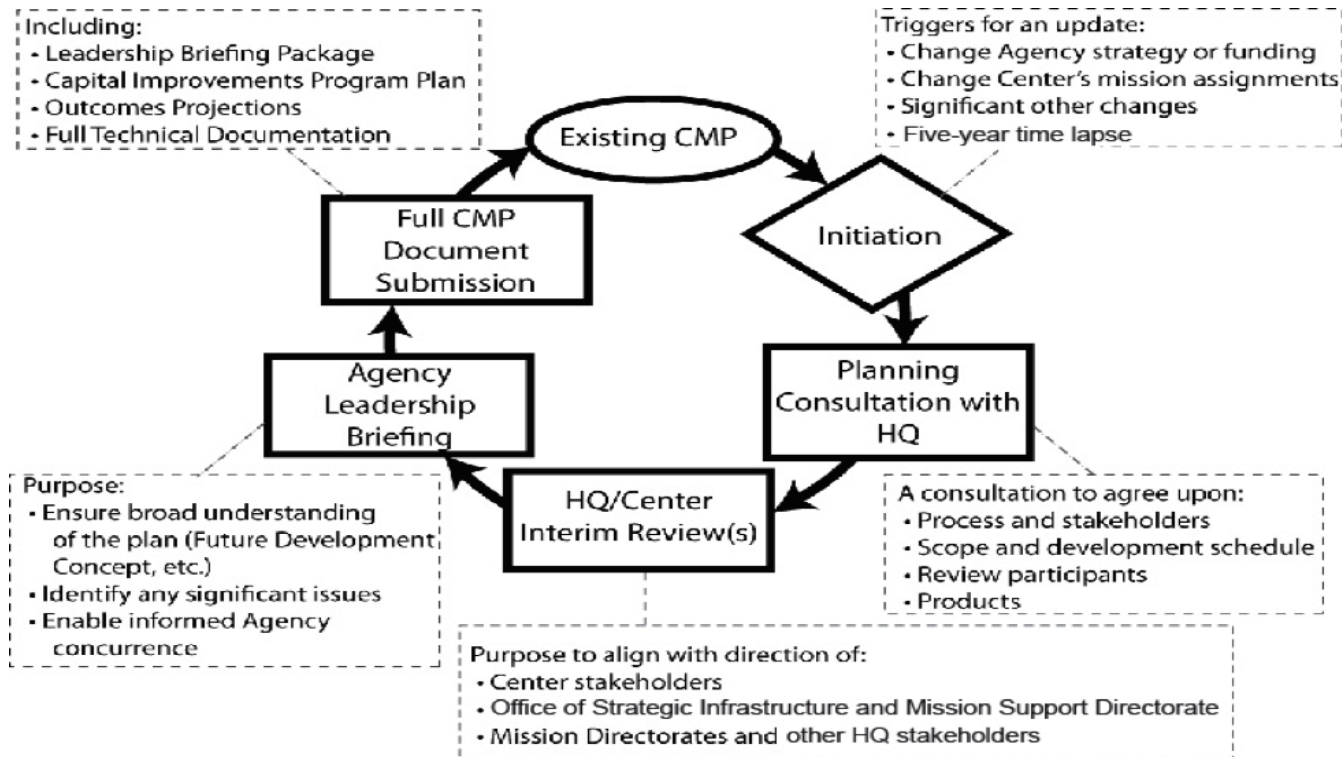 Including:
• Leadership Briefing Package
• Capital Improvements Program Plan
• Outcomes Projections
• Full Technical Documentation
Triggers for an update:
• Change Agency strategy or funding
• Change Center's mission assignments
• Significant other changes
• Five-year time lapse
Existing CMP
Initiation
Full CMP
Document
Submission
Planning
Consultation with
HQ
Agency
Leadership
Briefing
HQ/Center
Interim Review(s)
Purpose:
• Ensure broad understanding
of the plan (Future Development
Concept, etc.)
• Identify any significant issues
• Enable informed Agency
concurrence
A consultation to agree upon:
• Process and stakeholders
• Scope and development schedule
• Review participants
• Products
Purpose to align with direction of:
• Center stakeholders
• Office of Strategic Infrastructure and Mission Support Directorate
• Mission Directorates and other HQ stakeholders